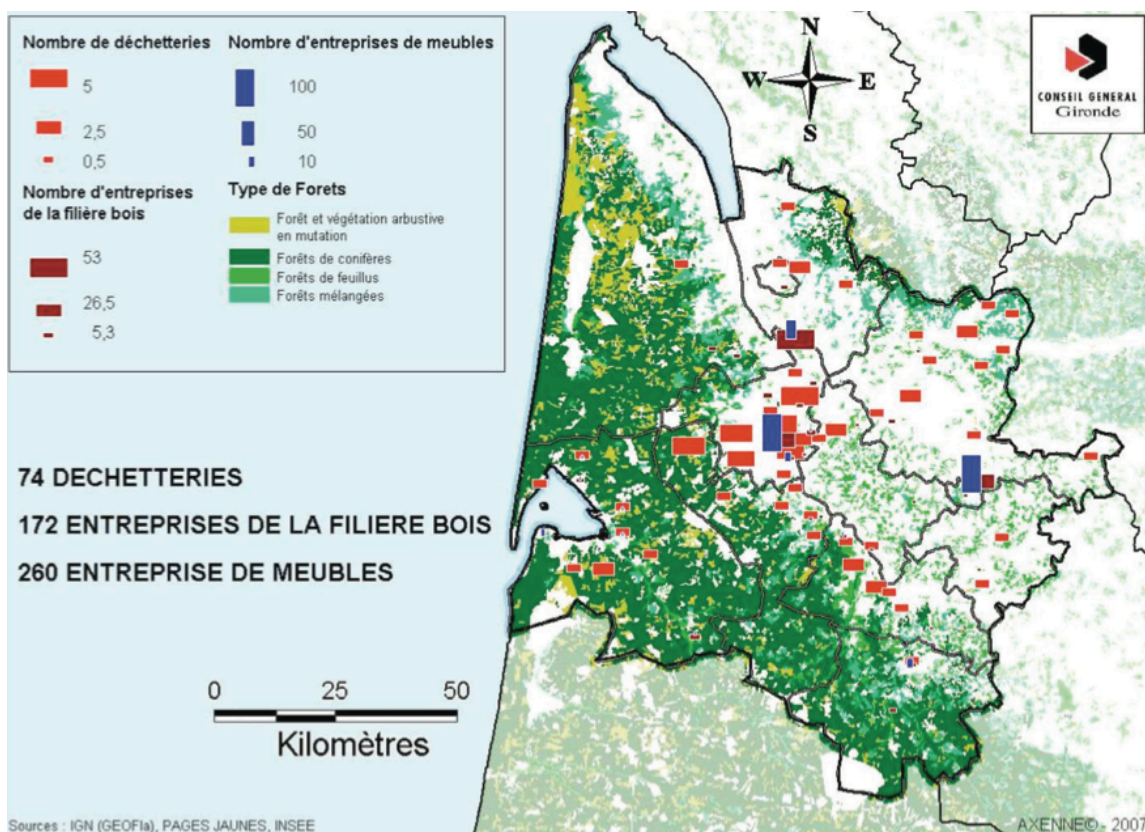 Nombre de déchetteries
5
2,5
0,5
Nombre d'entreprises de meubles
100
50
10
Nombre d'entreprises
de la filière bois
53
26,5
5,3
Type de Forets
Forêt et végétation arbustive
en mutation
Forêts de conifères
Forêts de feuillus
Forêts mélangées
N
W
E
S
CONSEIL GENERAL
Gironde
74 DECHETTERIES
172 ENTREPRISES DE LA FILIERE BOIS
260 ENTREPRISE DE MEUBLES
0 25 50
Kilomètres
Sources : IGN (GEOFla), PAGES JAUNES, INSEE
AXENNE© - 2007